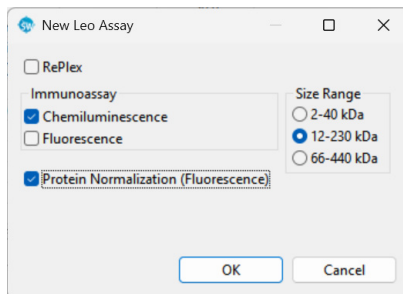 New Leo Assay
RePlex
Immunoassay
Chemiluminescence
Fluorescence
Size Range
2-40 kDa
12-230 kDa
66-440 kDa
Protein Normalization (Fluorescence)
OK
Cancel